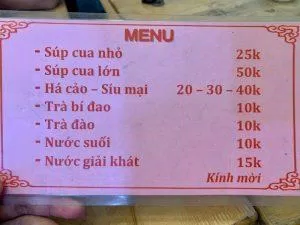 MENU
- Súp cua nhỏ 25k
- Súp cua lớn 50k
- Há cảo – Síu mại 20 – 30 – 40k
- Trà bí đao 10k
- Trà đào 10k
- Nước suối 10k
- Nước giải khát 15k
Kính mời